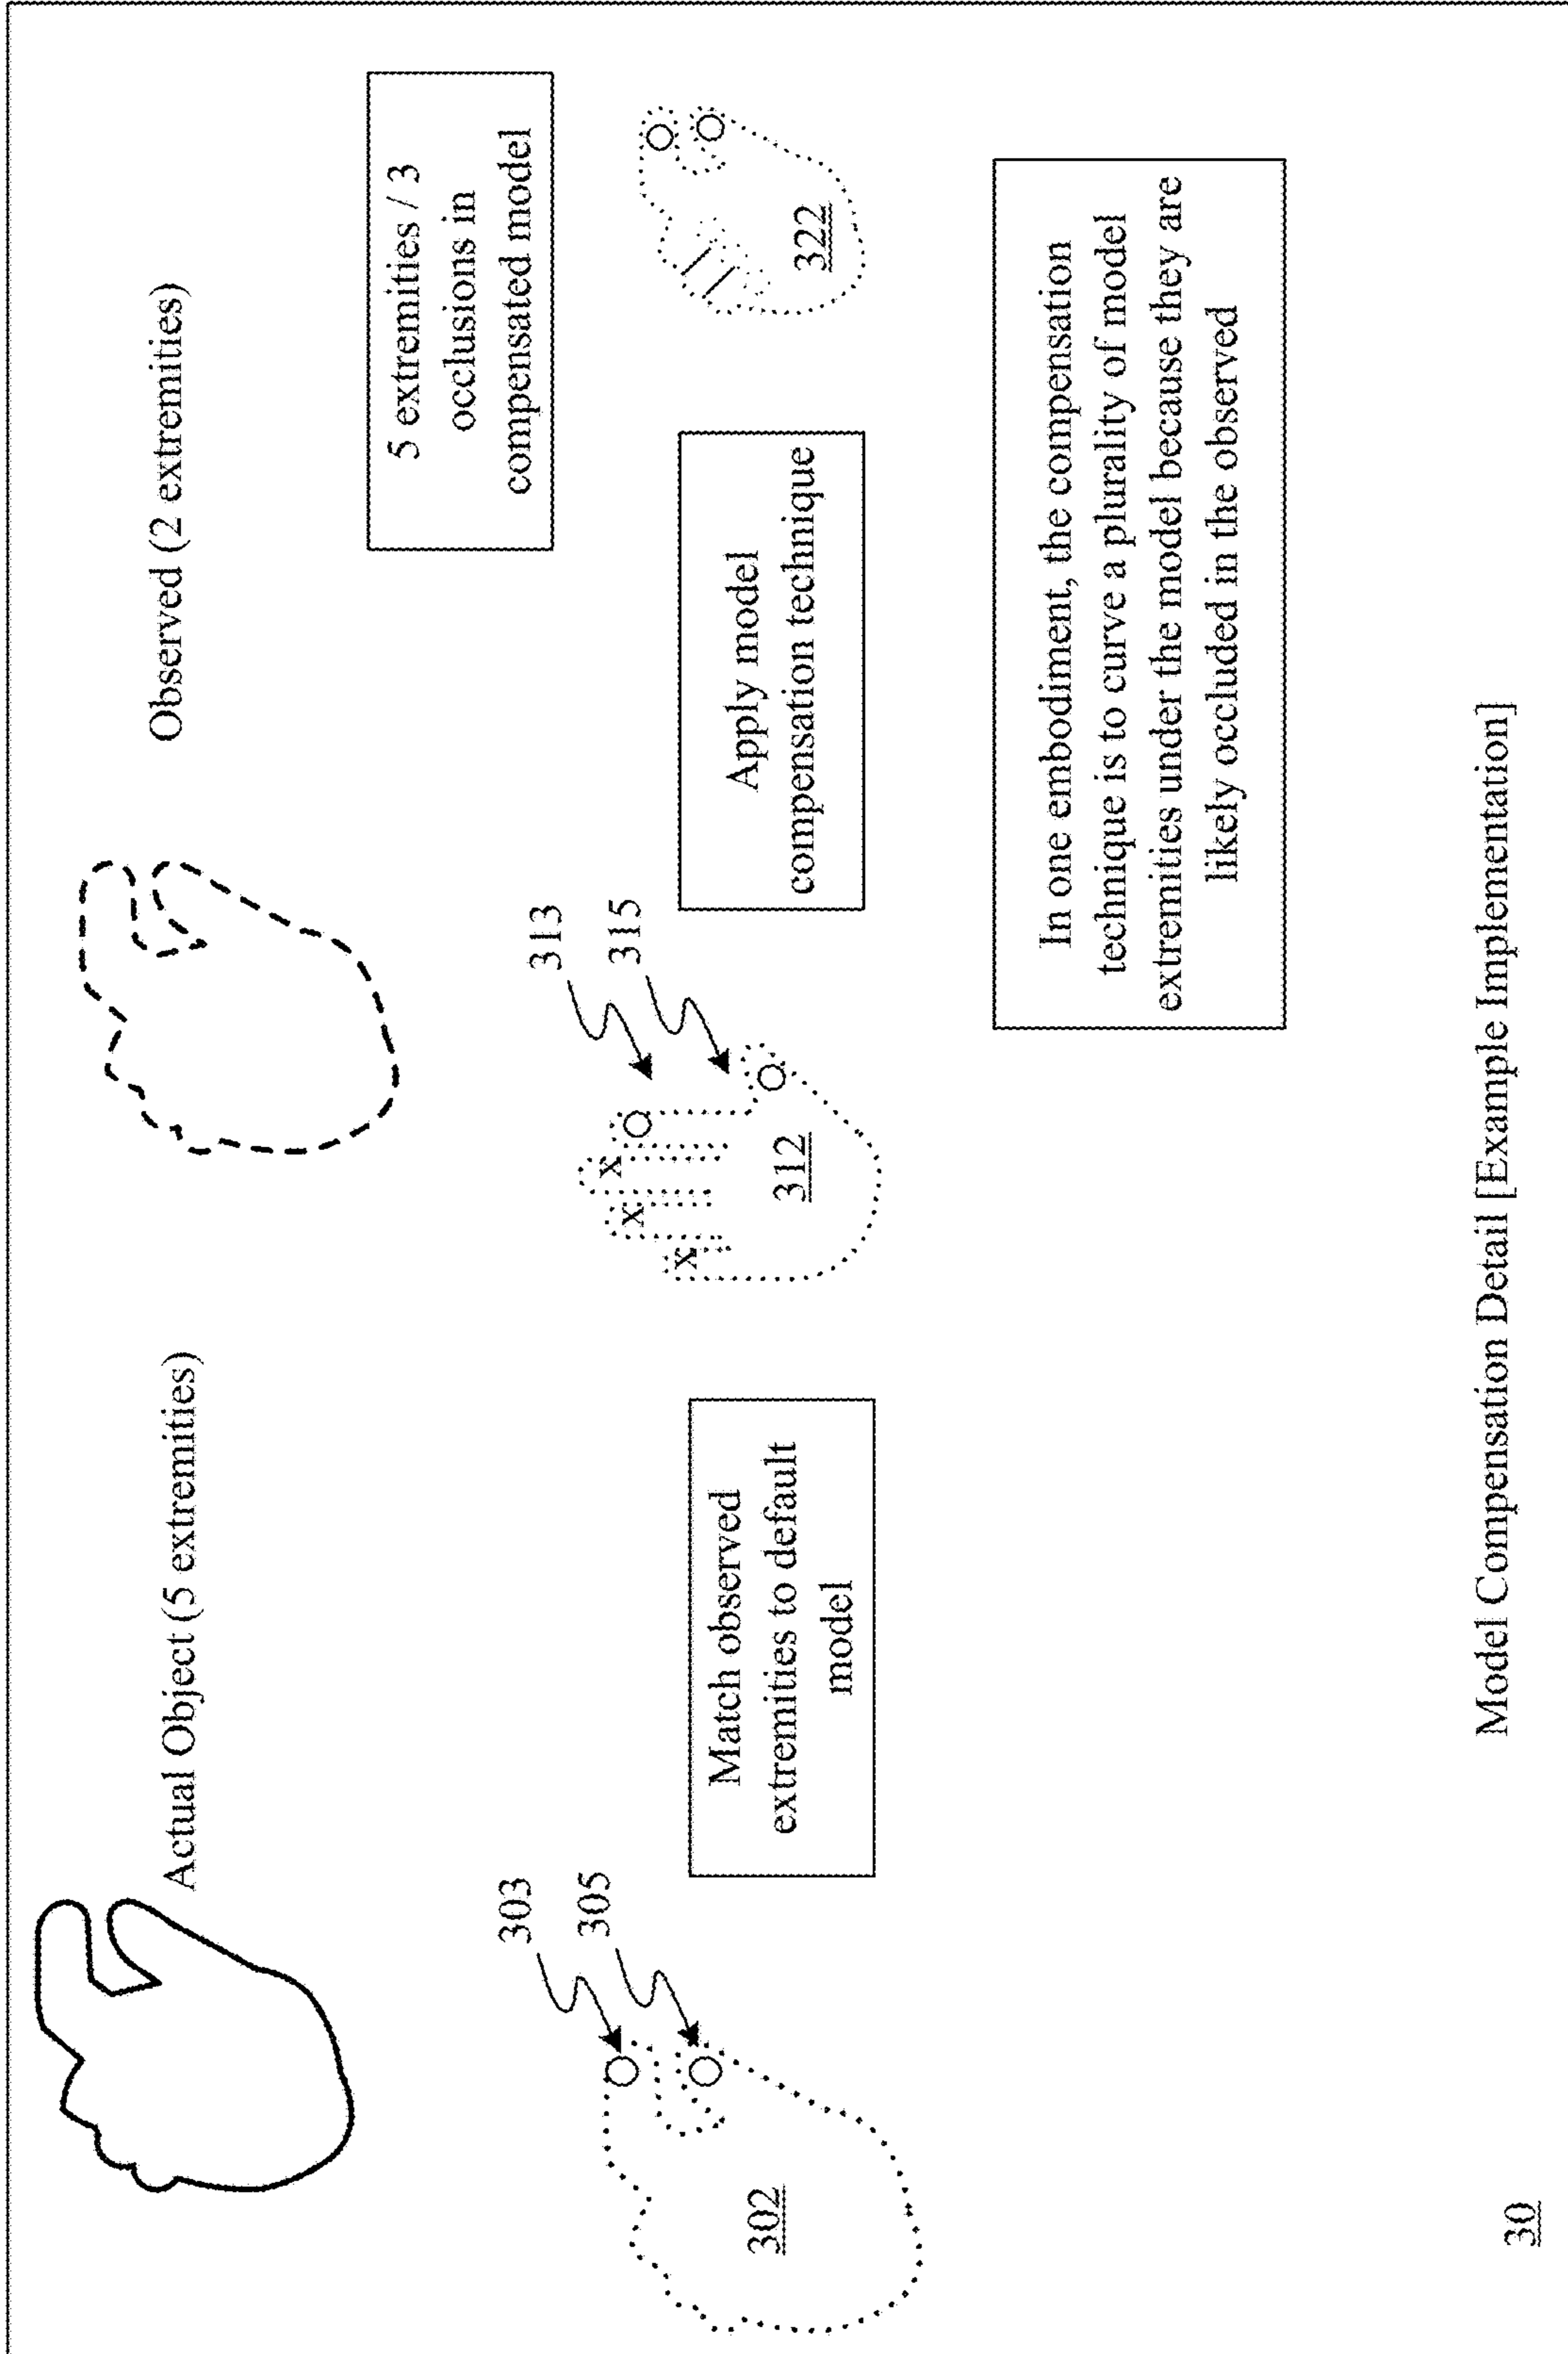 Actual Object (5 extremities)
Observed (2 extremities)
303
305
302
Match observed
extremities to default
model
313
315
x
x
x
312
Apply model
compensation technique
5 extremities / 3
occlusions in
compensated model
322
In one embodiment, the compensation
technique is to curve a plurality of model
extremities under the model because they are
likely occluded in the observed
Model Compensation Detail [Example Implementation]
30